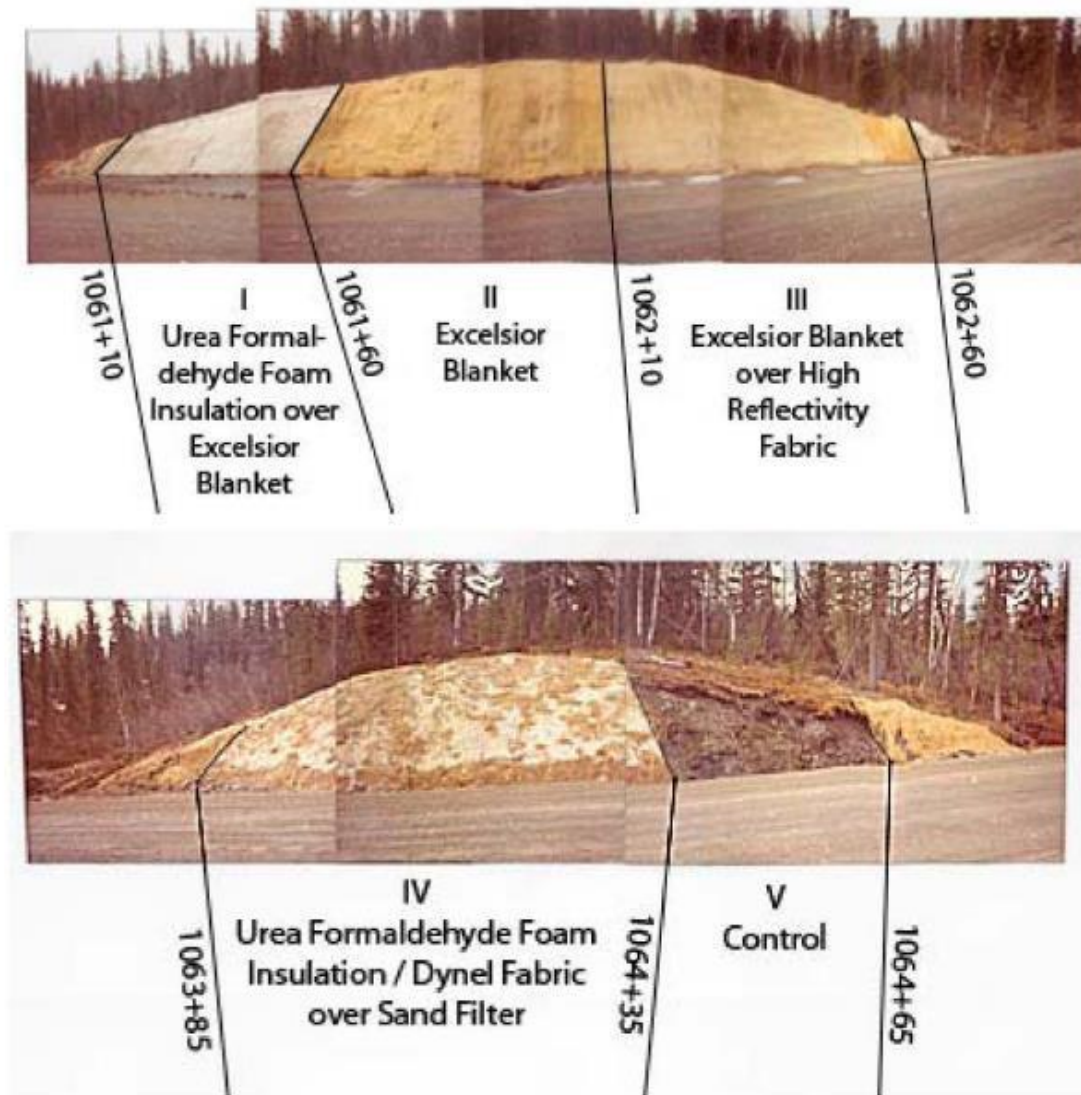 1061+10
I
Urea Formal-
dehyde Foam
Insulation over
Excelsior
Blanket
1061+60
II
Excelsior
Blanket
1062+10
III
Excelsior Blanket
over High
Reflectivity
Fabric
1062+60
1063+85
IV
Urea Formaldehyde Foam
Insulation / Dynel Fabric
over Sand Filter
1064+35
V
Control
1064+65